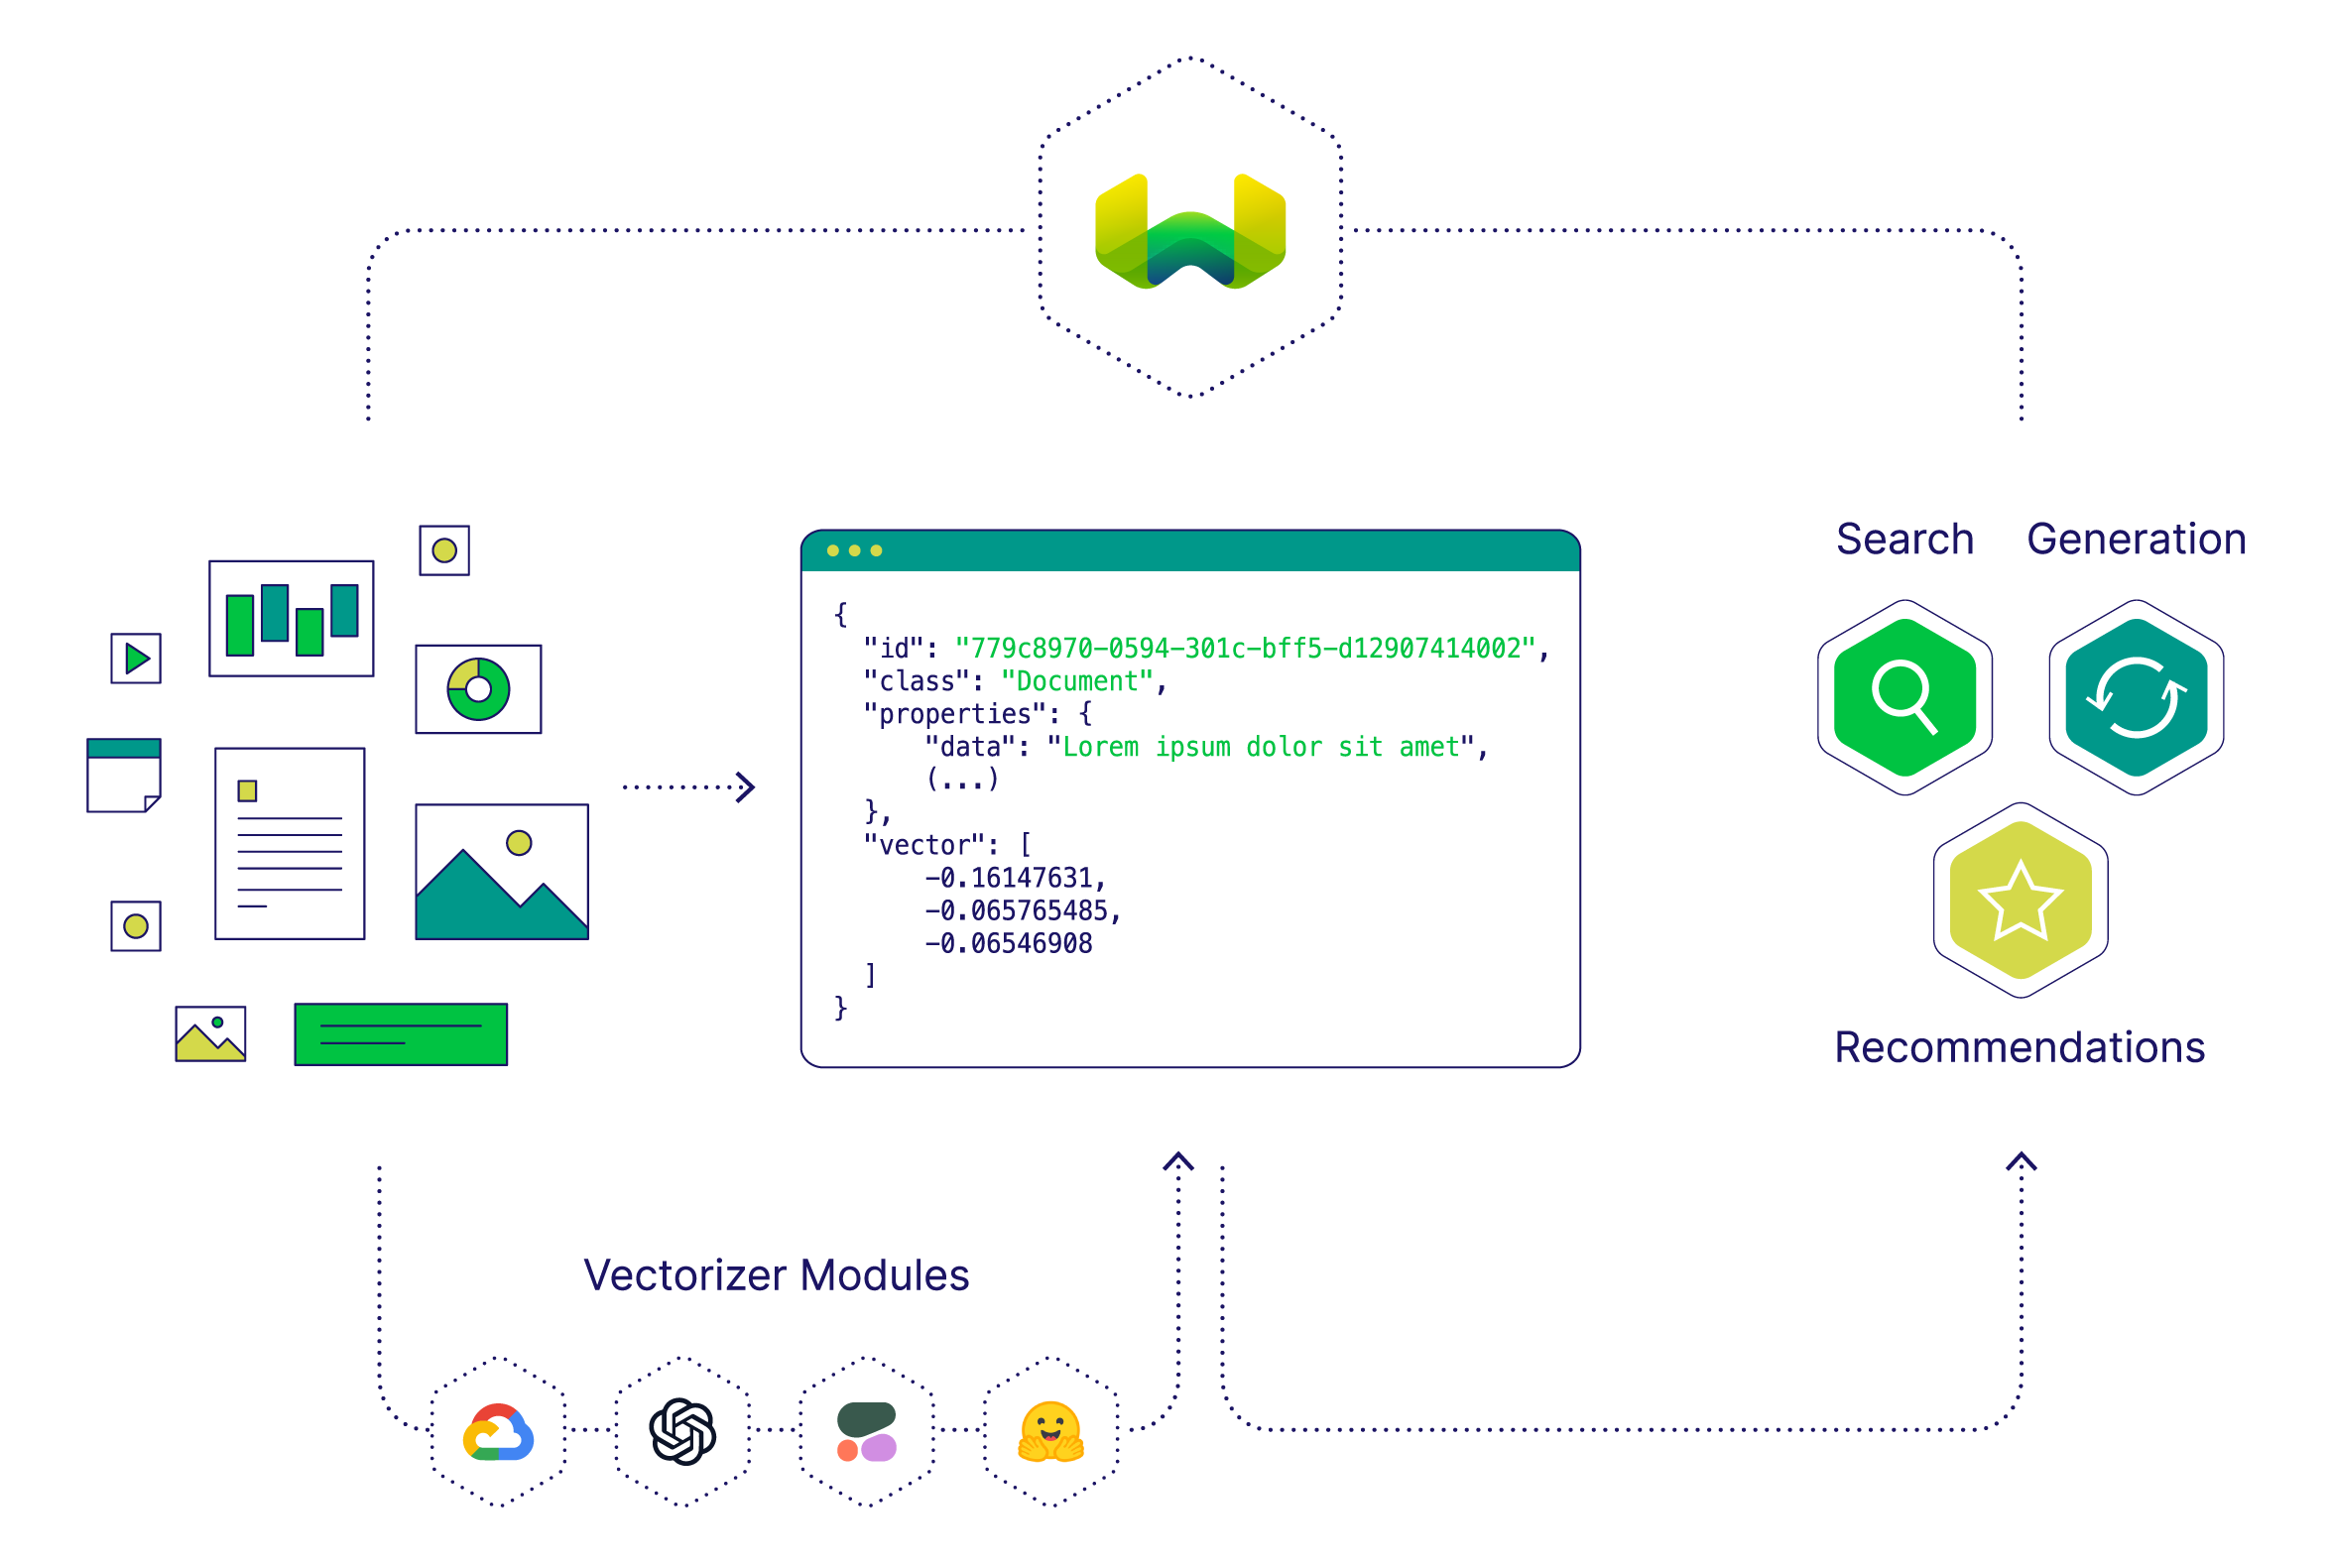 Search
Generation
{
"id": "779c8970-0594-301c-bff5-d12907414002",
"class": "Document",
"properties": {
"data": "Lorem ipsum dolor sit amet",
(...)
},
"vector": [
-0.16147631,
-0.065765485,
-0.06546908
]
}
Recommendations
Vectorizer Modules